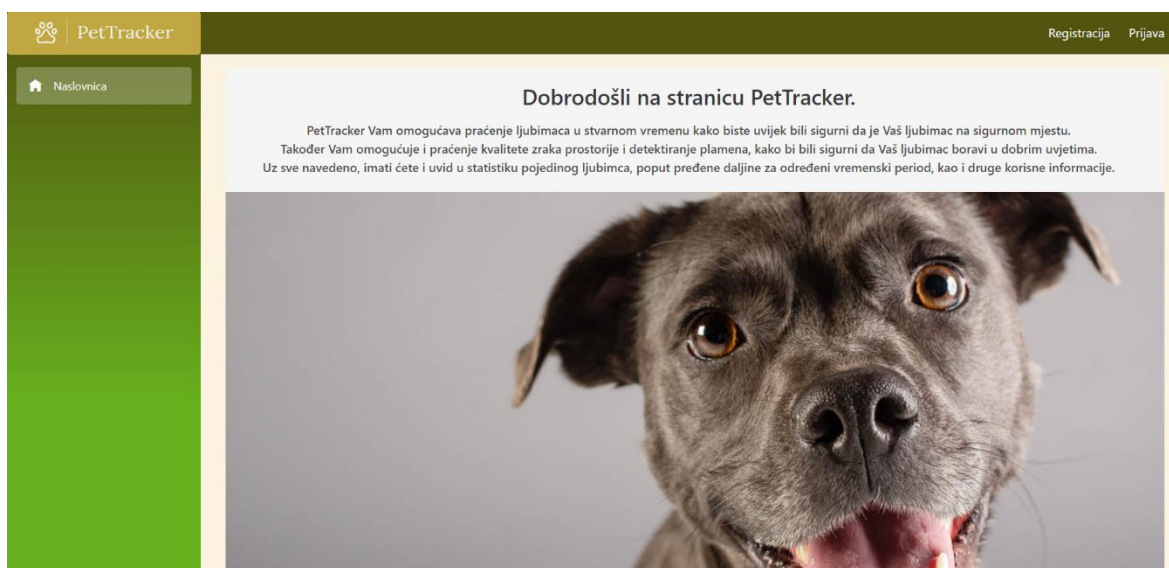 PetTracker
Registracija Prijava
Naslovnica
Dobrodošli na stranicu PetTracker.
PetTracker Vam omogućava praćenje ljubimaca u stvarnom vremenu kako biste uvijek bili sigurni da je Vaš ljubimac na sigurnom mjestu.
Također Vam omogućuje i praćenje kvalitete zraka prostorije i detektiranje plamena, kako bi bili sigurni da Vaš ljubimac boravi u dobrim uvjetima.
Uz sve navedeno, imati ćete i uvid u statistiku pojedinog ljubimca, poput pređene daljine za određeni vremenski period, kao i druge korisne informacije.